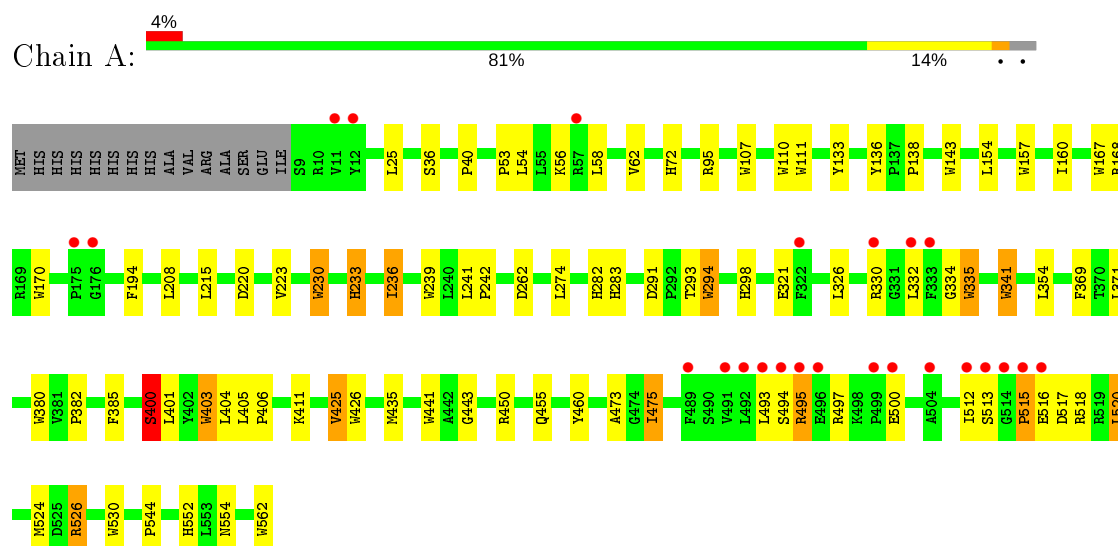 4%
Chain A:
81%
14%
MET HIS HIS HIS HIS HIS HIS HIS ALA VAL ARG ALA SER GLU ILE S9 R10 V11 Y12 L25 S36 P40 P53 L54 L55 K56 R57 L58 V62 H72 R95 W107 W110 W111 Y133 Y136 P137 P138 W143 L154 W157 I160 W167 R168
R169 W170 P175 G176 F194 L208 L215 D220 V223 W230 H233 I236 W239 L240 L241 P242 D262 L274 H282 H283 D291 P292 T293 W294 H298 E321 F322 L326 R330 G331 L332 F333 G334 W335 W341 L354 F369 T370
W380 V381 P382 F385 S400 L401 Y402 W403 L404 L405 P406 K411 V425 W426 M435 W441 A442 G443 R450 Q455 Y460 A473 G474 I475 F489 S490 V491 L492 L493 S494 R495 E496 R497 K498 P499 E500 A504 I512 S513 G514 P515 E516 D517 R518 R519
M524 D525 R526 W530 P544 H552 L553 N554 W562